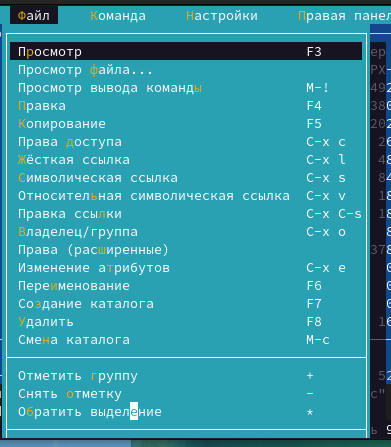 Файл Команда Настройки Правая
Просмотр F3
Просмотр файла...
Просмотр вывода команды M-!
Правка F4
Копирование F5
Права доступа C-x c
Жёсткая ссылка C-x l
Символическая ссылка C-x s
Относительная символическая ссылка C-x v
Правка ссылки C-x C-s
Владелец/группа C-x o
Права (расширенные)
Изменение атрибутов C-x e
Переименование F6
Создание каталога F7
Удалить F8
Смена каталога M-c
Отметить группу +
Снять отметку -
Обратить выделение *